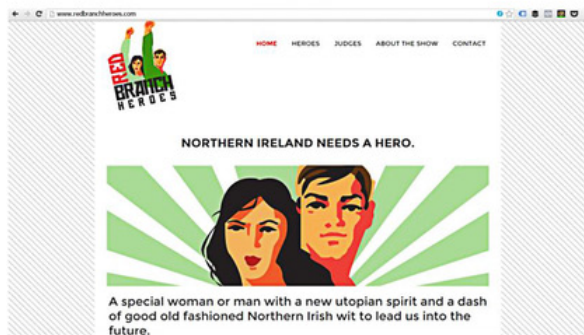 www.redbranchheroes.com
RED
BRANCH
HEROES
HOME HEROES JUDGES ABOUT THE SHOW CONTACT
NORTHERN IRELAND NEEDS A HERO.
A special woman or man with a new utopian spirit and a dash
of good old fashioned Northern Irish wit to lead us into the
future.